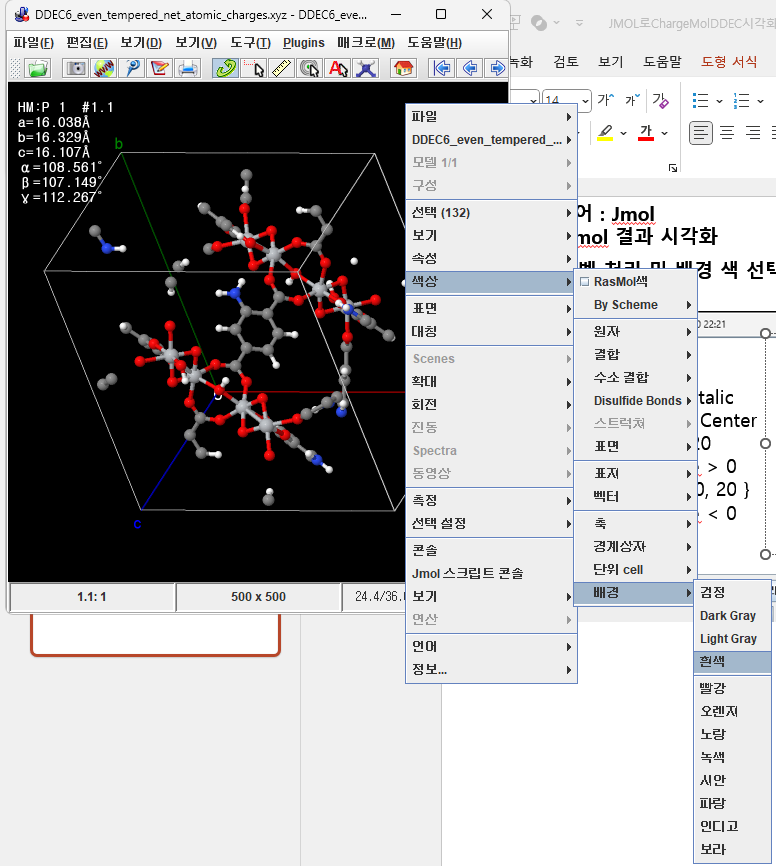 DDEC6_even_tempered_net_atomic_charges.xyz - DDEC6_eve...
파일(F) 편집(E) 보기(D) 보기(V) 도구(T) Plugins 매크로(M) 도움말(H)
HM:P 1 #1.1
a=16.038Å
b=16.329Å
c=16.107Å
α=108.561°
β=107.149°
γ=112.267°
b
c
1.1: 1
500 x 500
24.4/36.
파일
DDEC6_even_tempered_...
모델 1/1
구성
선택 (132)
보기
속성
색상
표면
대칭
Scenes
확대
회전
진동
Spectra
동영상
측정
선택 설정
콘솔
Jmol 스크립트 콘솔
보기
연산
언어
정보...
RasMol색
By Scheme
원자
결합
수소 결합
Disulfide Bonds
스트럭쳐
표면
표지
벡터
축
경계상자
단위 cell
배경
검정
Dark Gray
Light Gray
흰색
빨강
오렌지
노랑
녹색
시안
파랑
인디고
보라
JMOL로ChargeMolDDEC시각화
녹화 검토 보기 도움말 도형 서식
14 가 가 가
어 : Jmol
mol 결과 시각화
및 배경 색 선택
22:21
talic
Center
20
> 0
0, 20 }
< 0